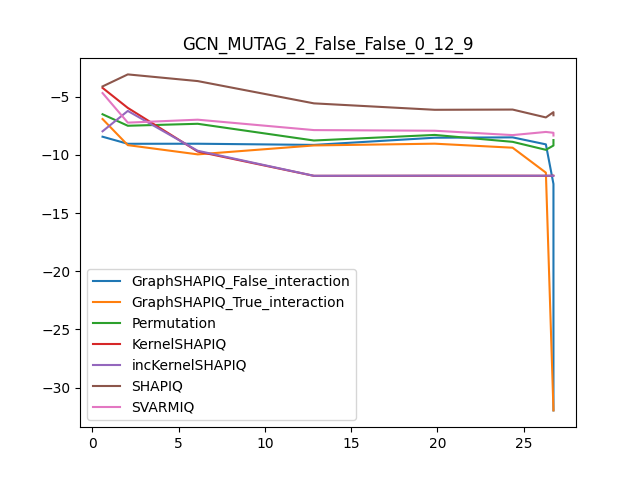 GCN_MUTAG_2_False_False_0_12_9
−5
−10
−15
−20
−25
−30
GraphSHAPIQ_False_interaction
GraphSHAPIQ_True_interaction
Permutation
KernelSHAPIQ
incKernelSHAPIQ
SHAPIQ
SVARMIQ
0 5 10 15 20 25